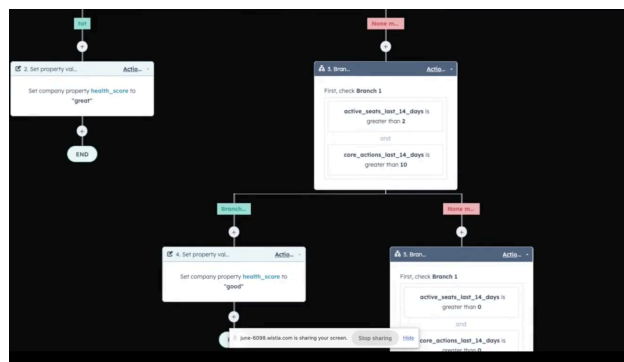 None m...
2. Set property val...
Actio...
Set company property health_score to
"great"
END
3. Bran...
Actio...
First, check Branch 1
active_seats_last_14_days is
greater than 2
and
core_actions_last_14_days is
greater than 10
Branch...
None m...
4. Set property val...
Actio...
Set company property health_score to
"good"
5. Bran...
Actio...
First, check Branch 1
active_seats_last_14_days is
greater than 0
and
core_actions_last_14_days is
greater than 0
june-6098.wistia.com is sharing your screen.
Stop sharing
Hide